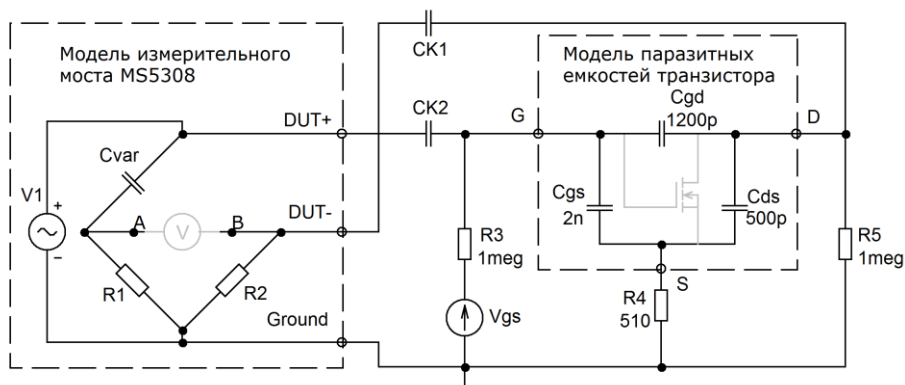 Модель измерительного
моста MS5308
CK1
Модель паразитных
емкостей транзистора
DUT+
CK2
G
Cgd
1200p
D
Cvar
V1
+
−
A
V
B
DUT-
Cgs
2n
Cds
500p
R1
R2
R3
1meg
R5
1meg
S
Ground
Vgs
R4
510